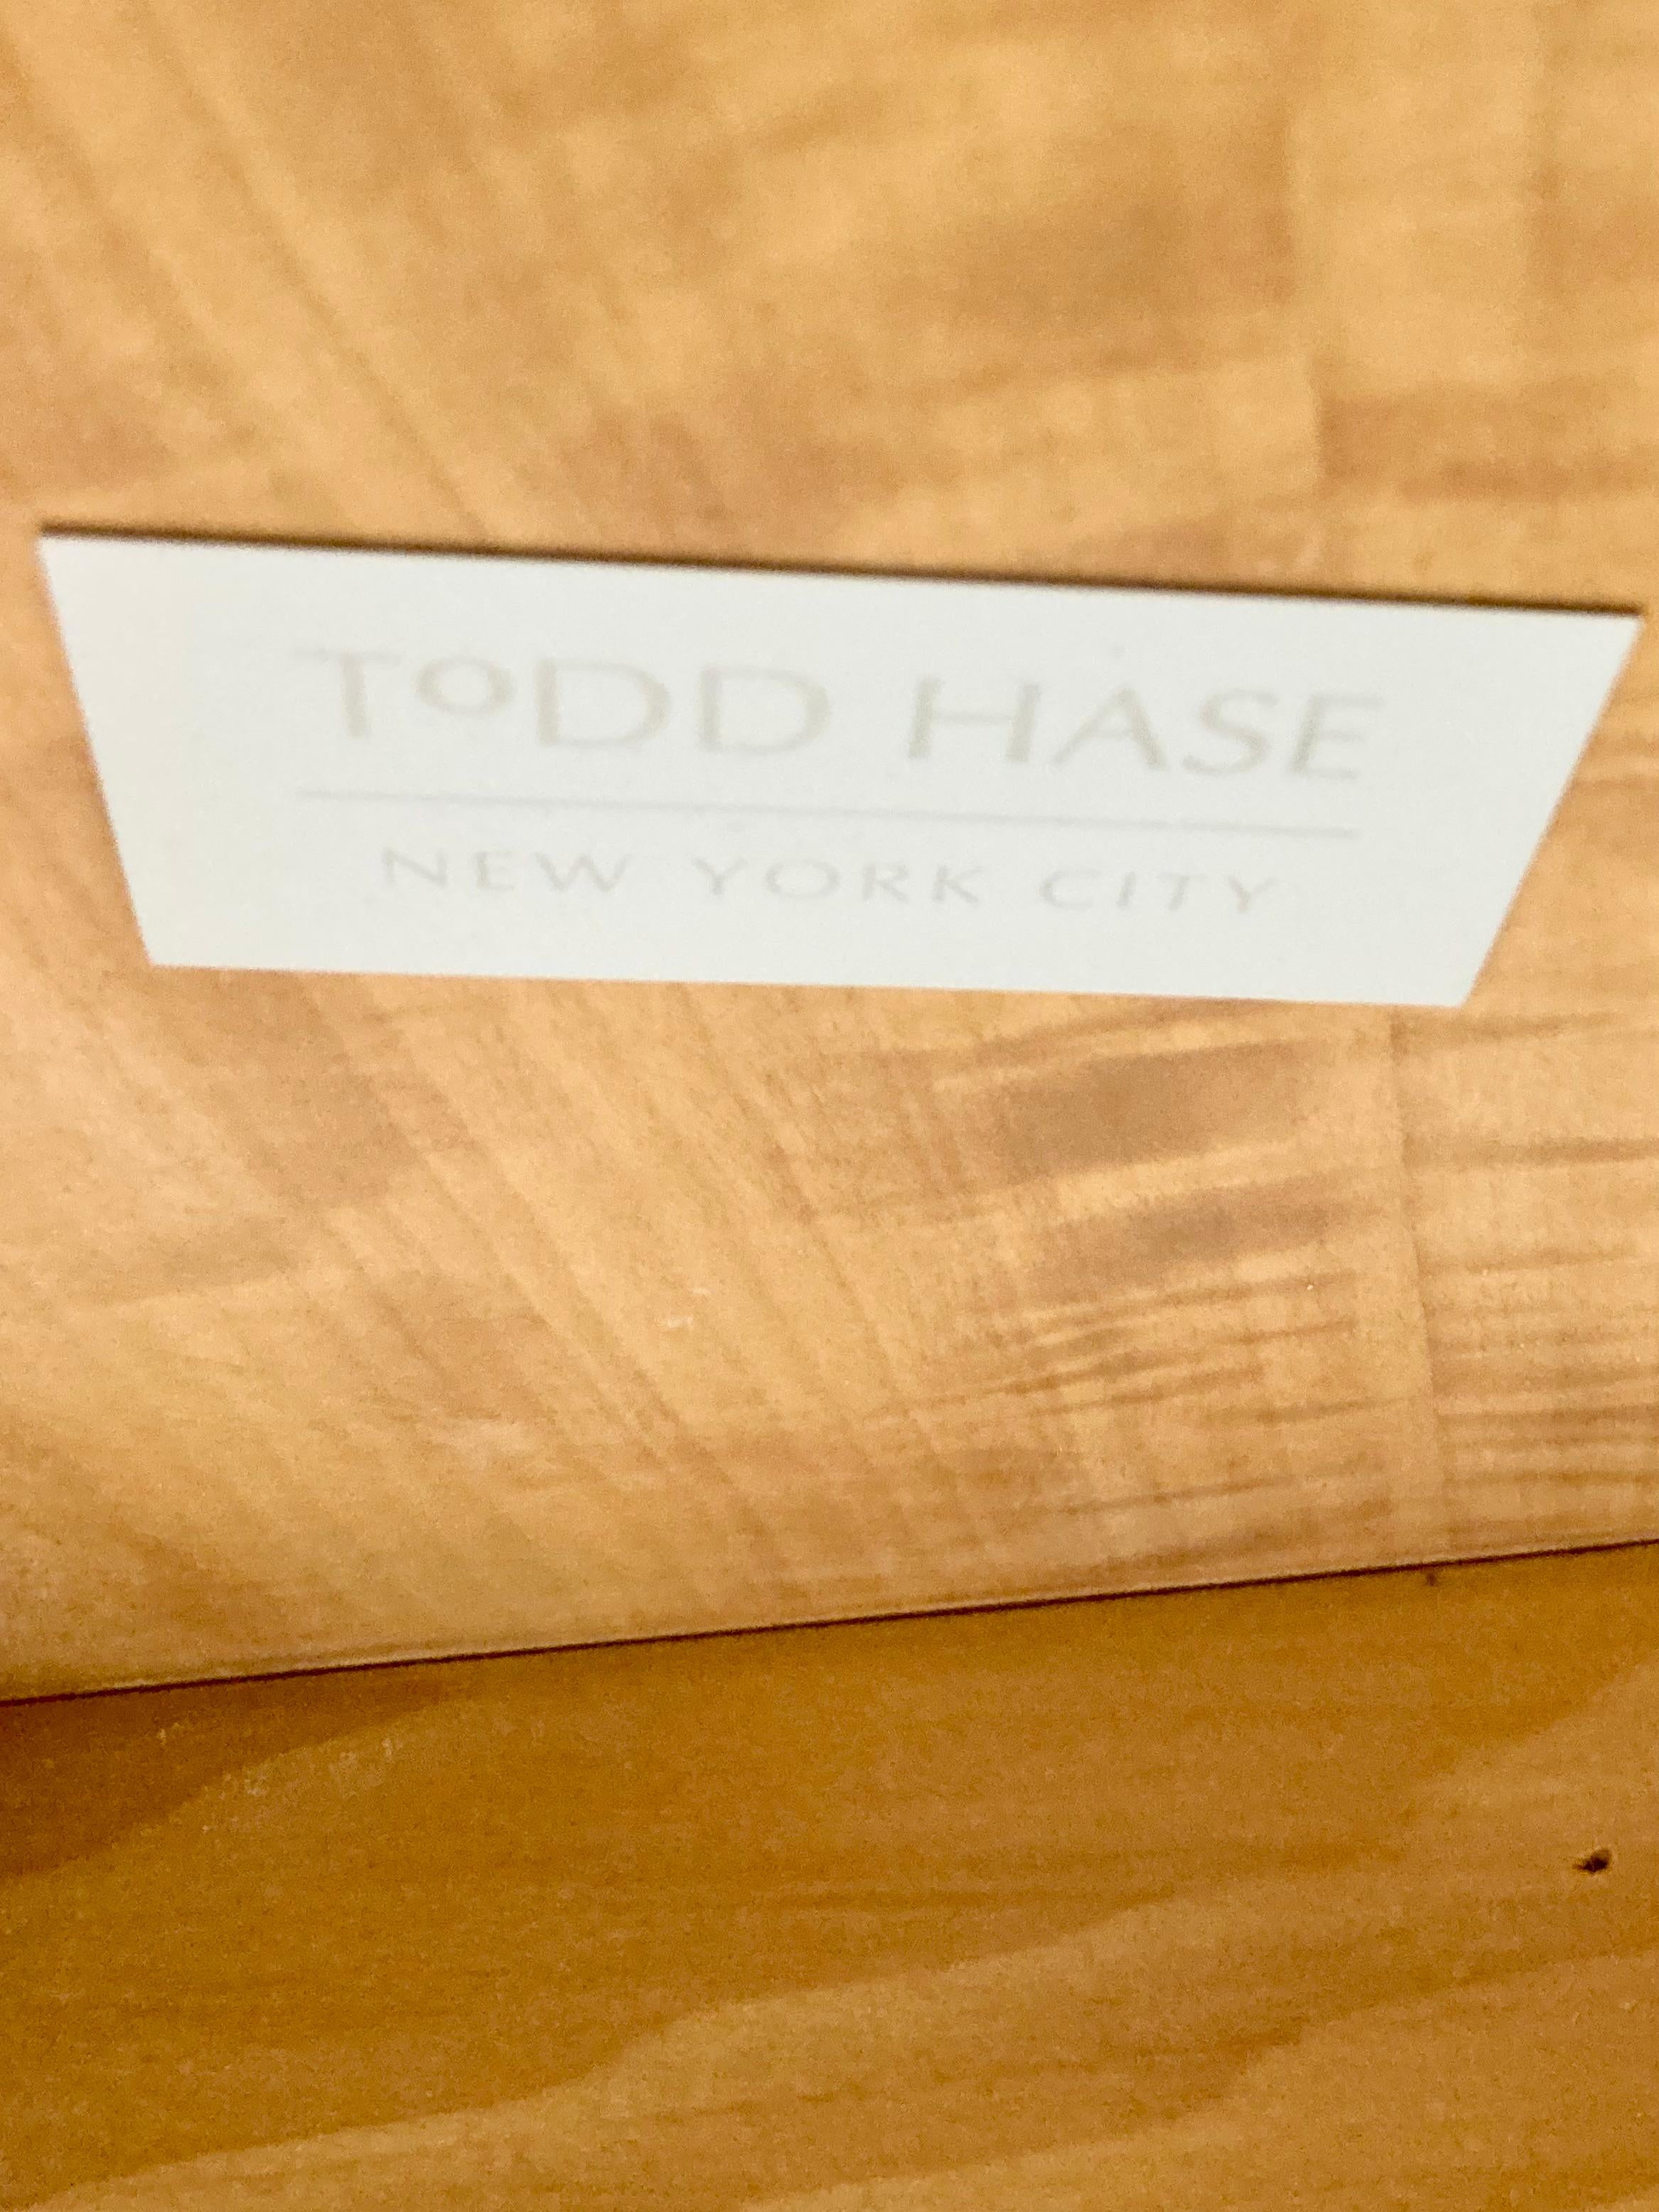 ToDD HASE
NEW YORK CITY